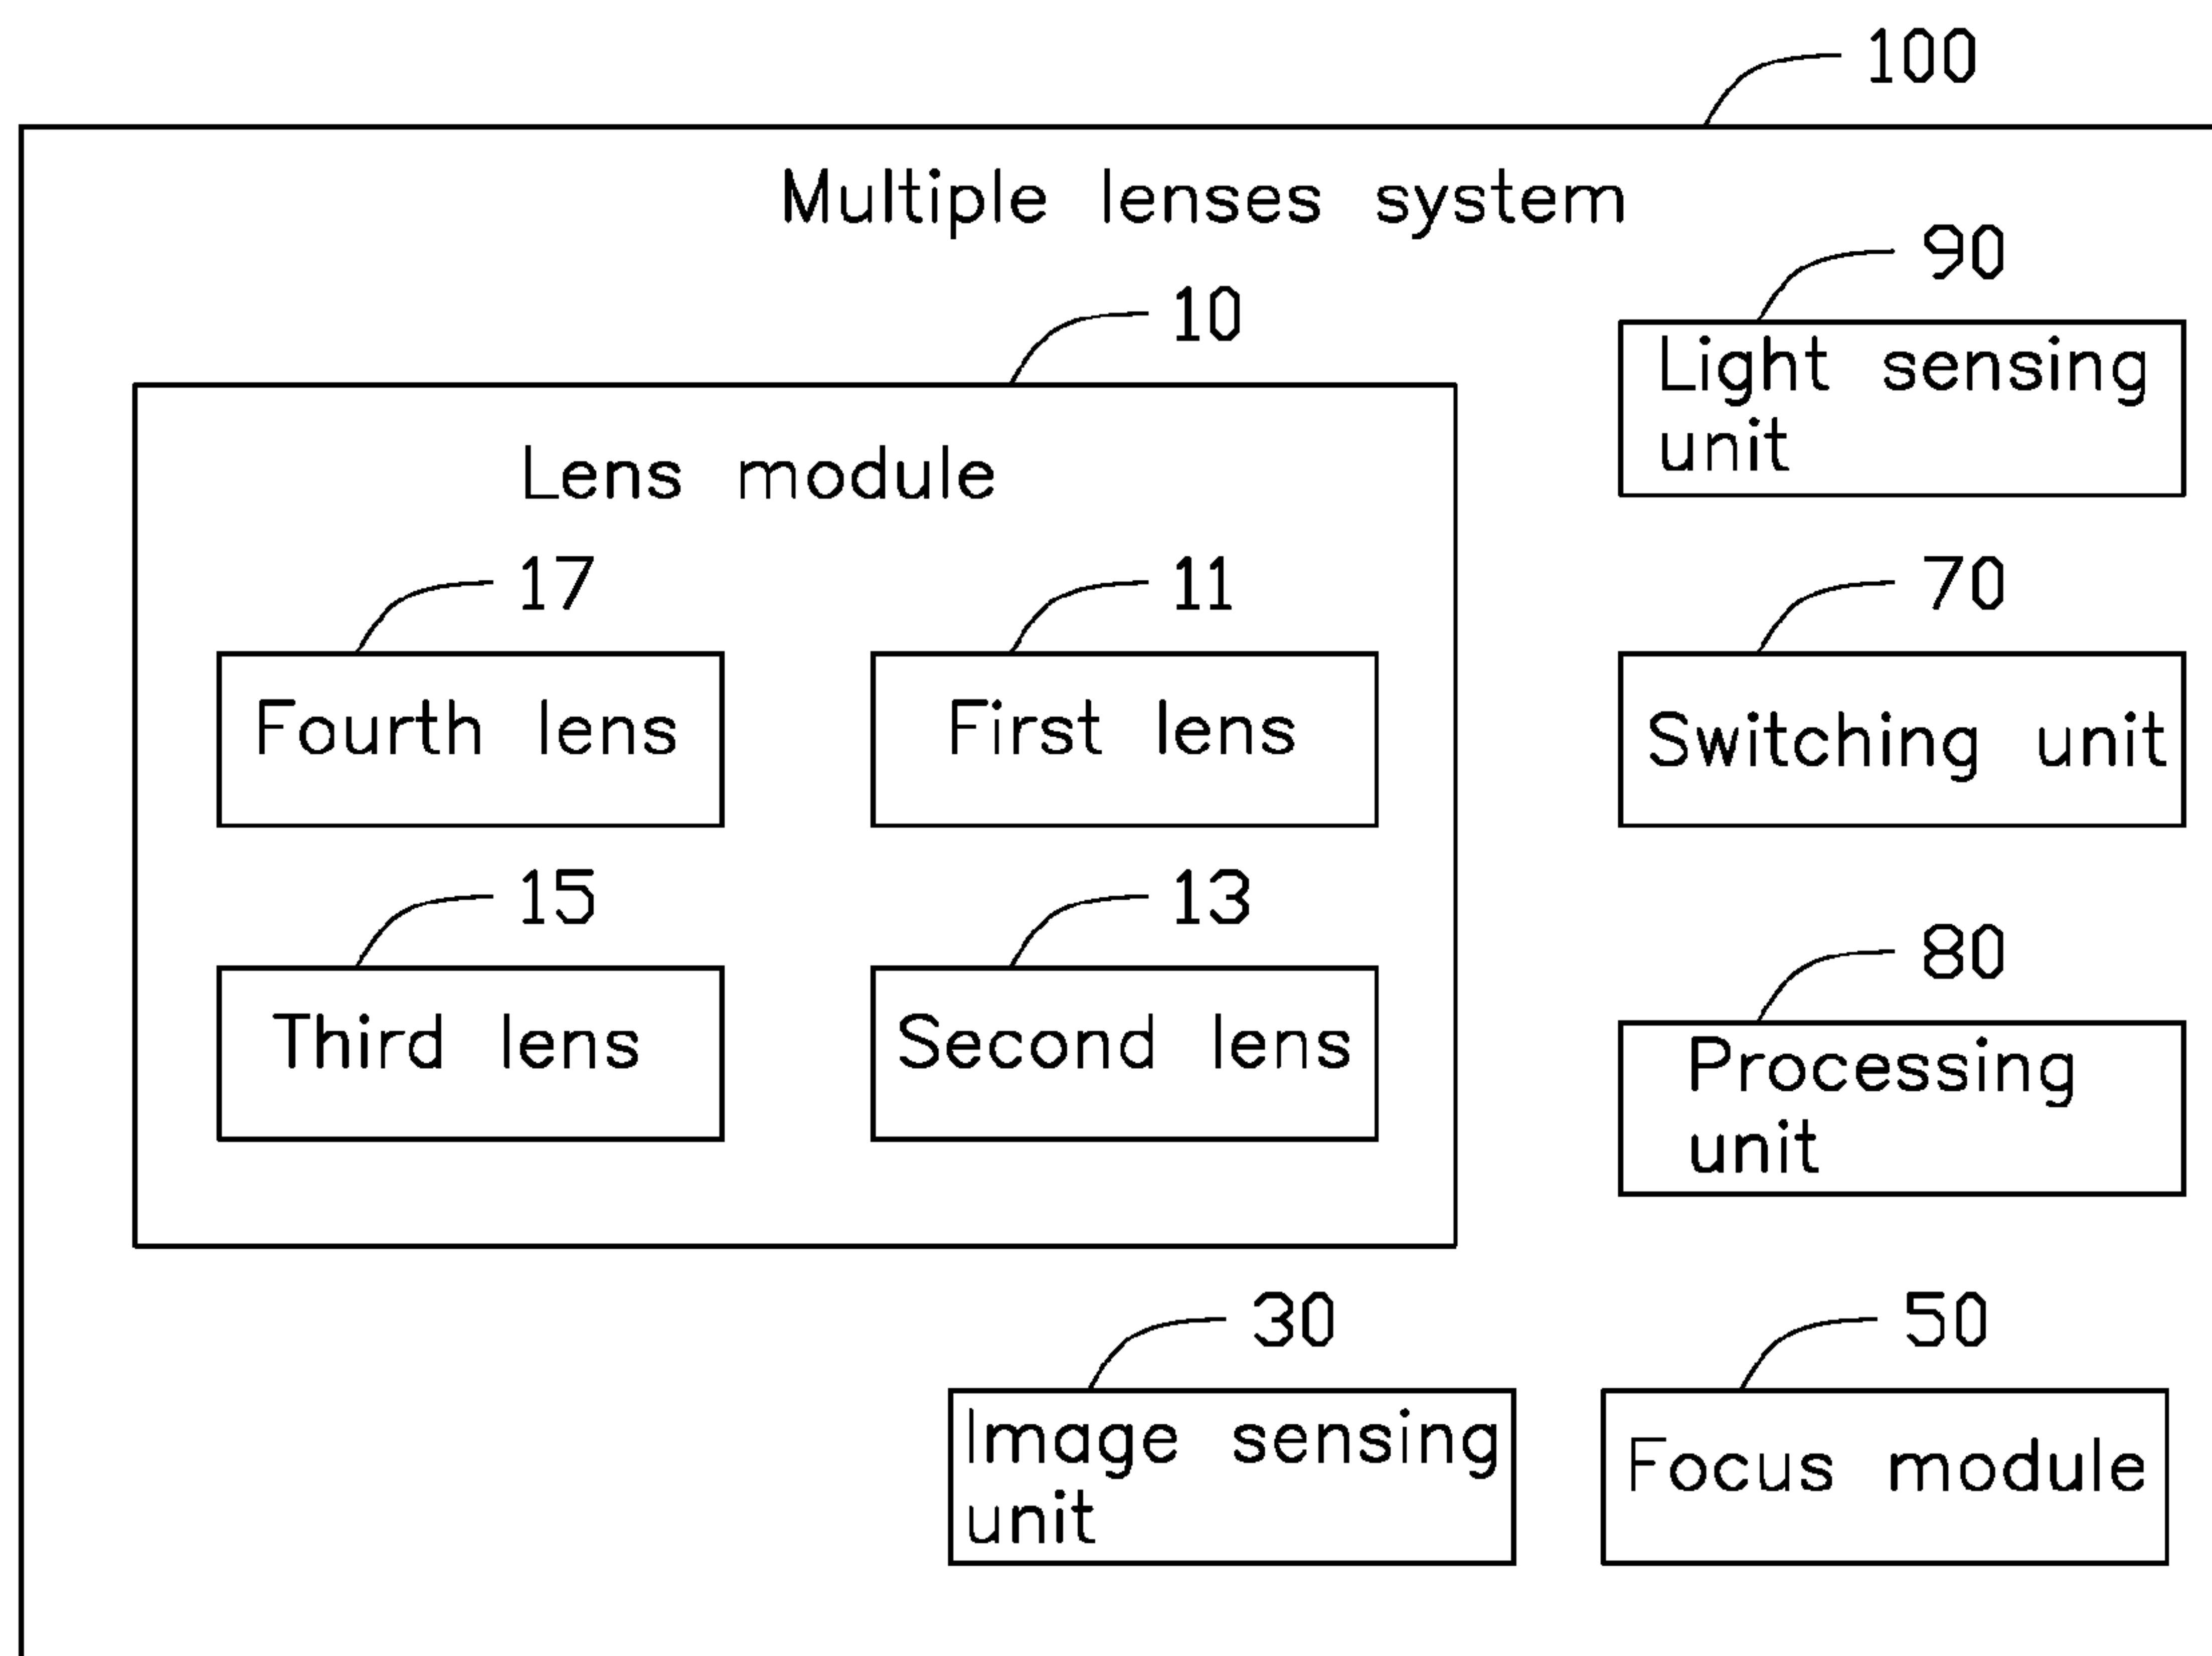 100
Multiple lenses system
90
10
Light sensing
unit
Lens module
17
11
70
Fourth lens
First lens
Switching unit
15
13
80
Third lens
Second lens
Processing
unit
30
50
Image sensing
unit
Focus module